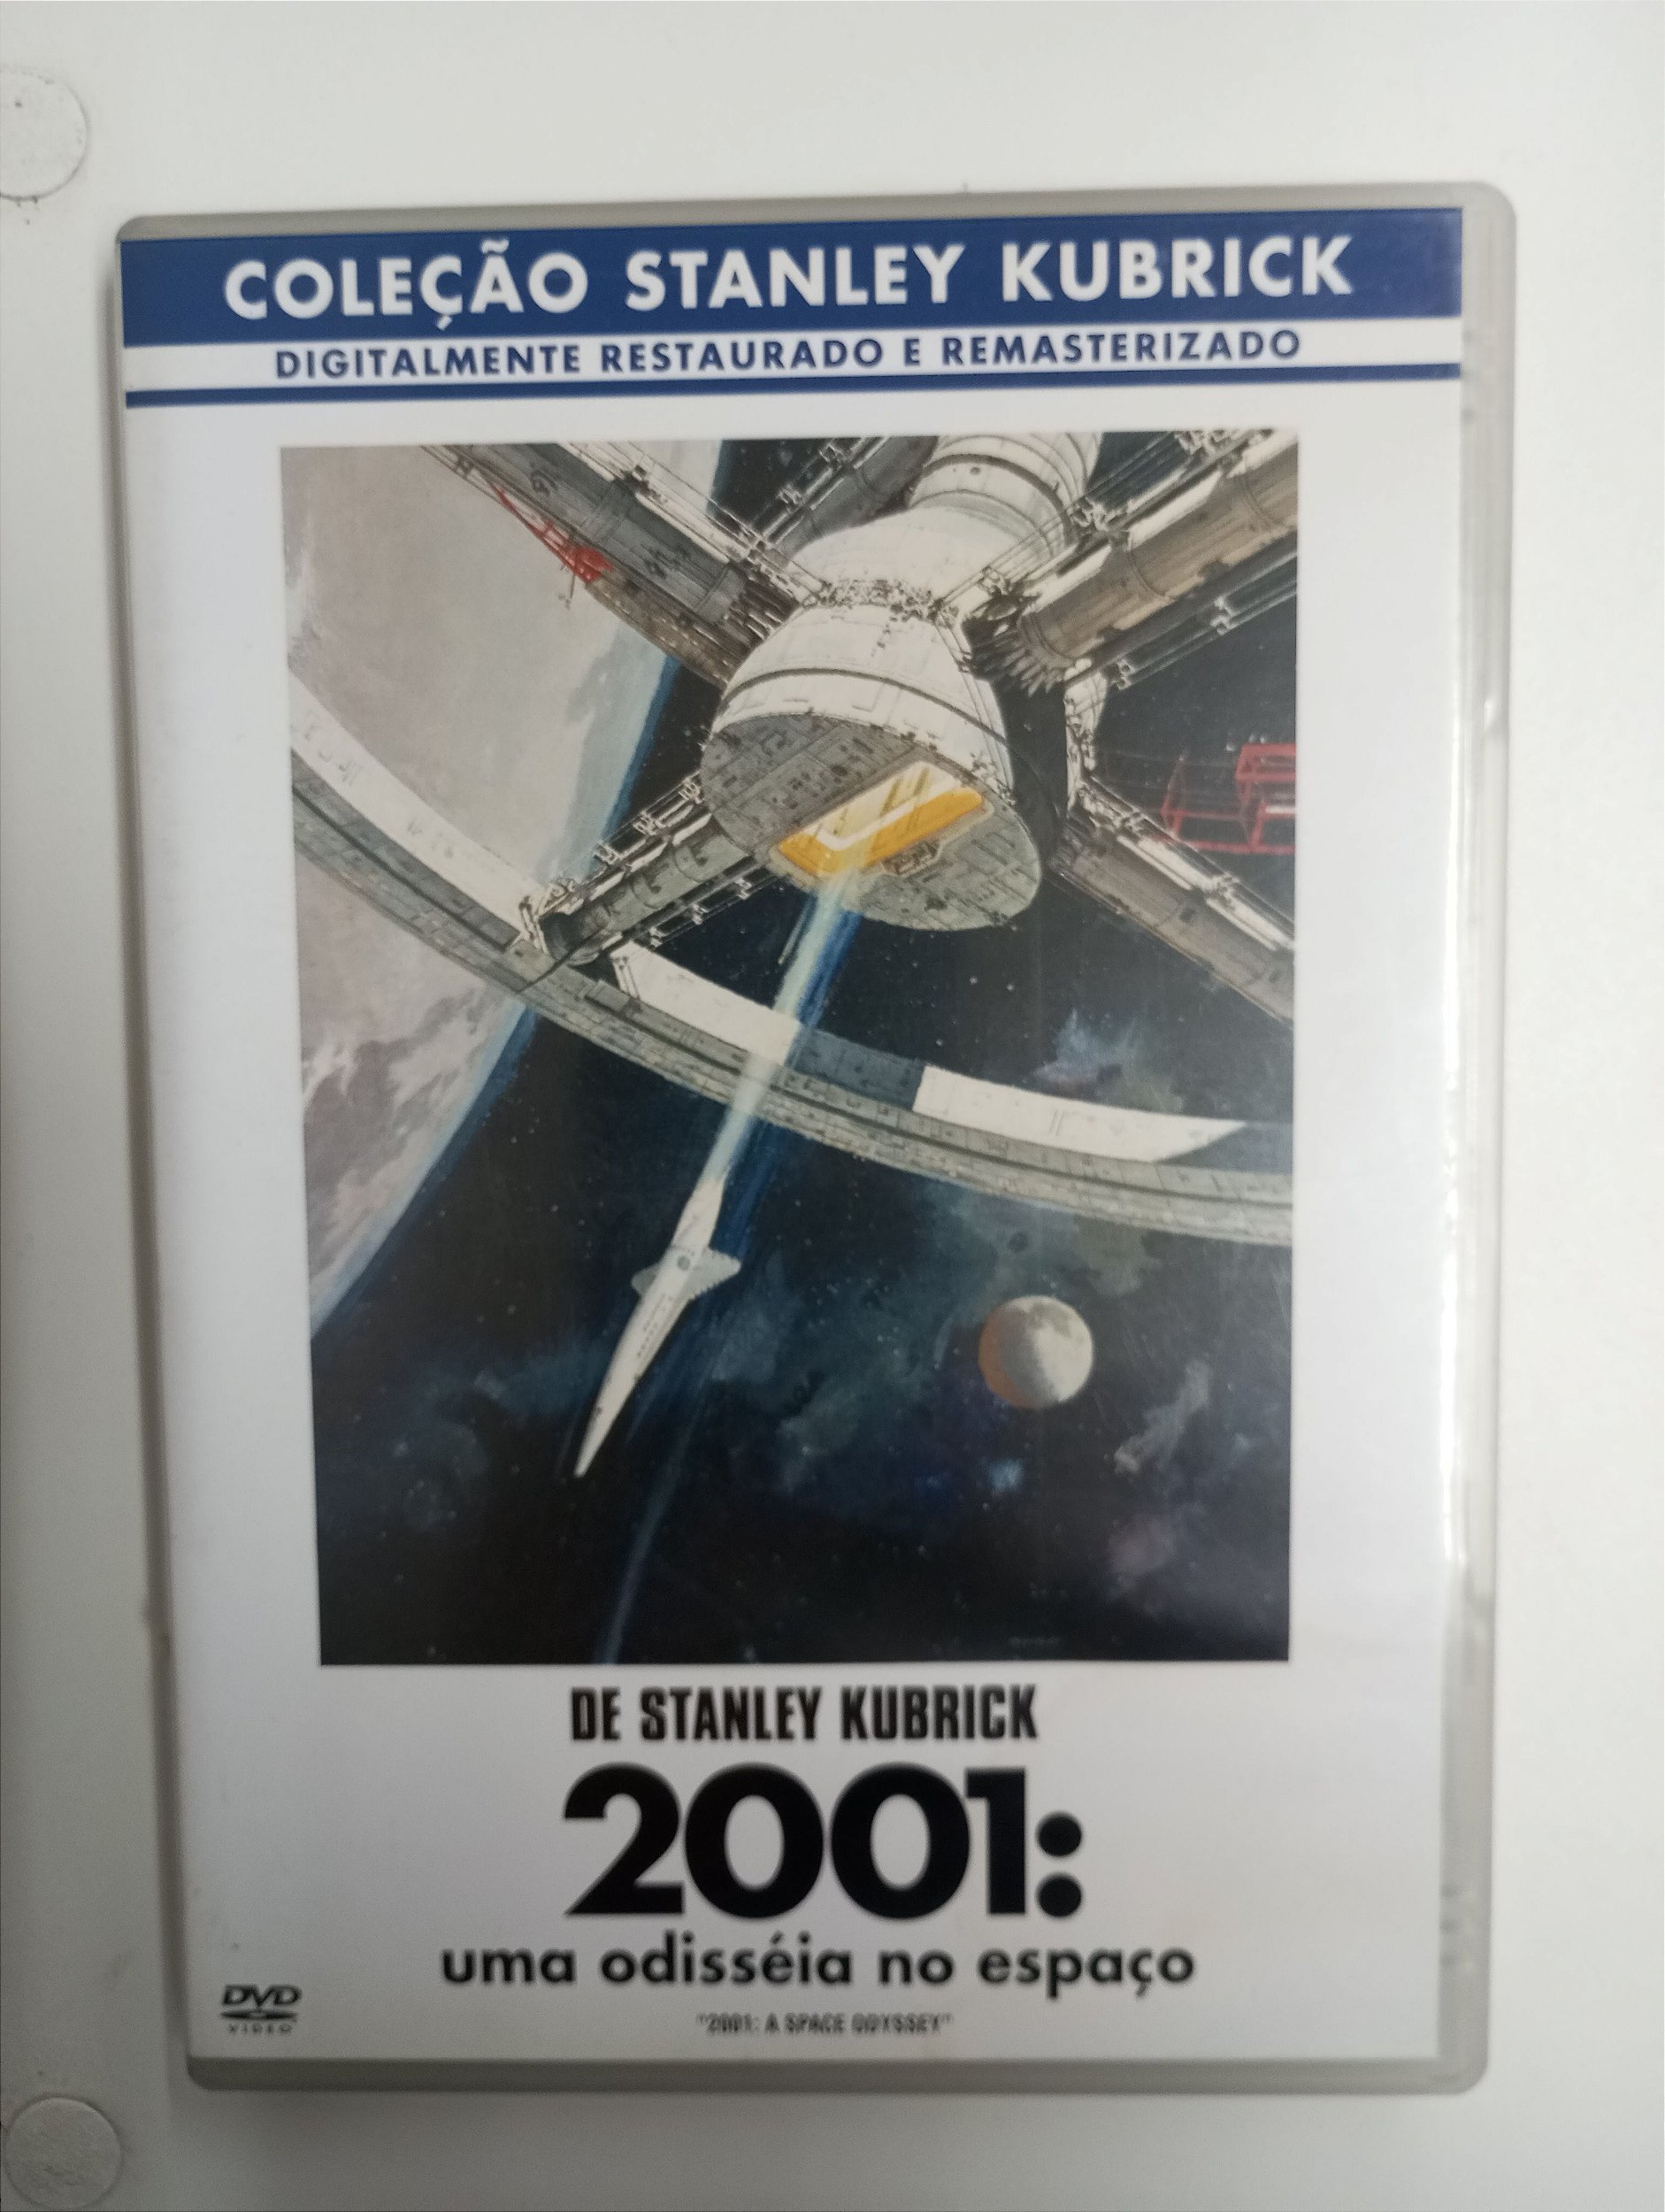 COLEÇÃO STANLEY KUBRICK
DIGITALMENTE RESTAURADO E REMASTERIZADO
DE STANLEY KUBRICK
2001:
uma odisséia no espaço
DVD
VIDEO
"2001: A SPACE ODYSSEY"